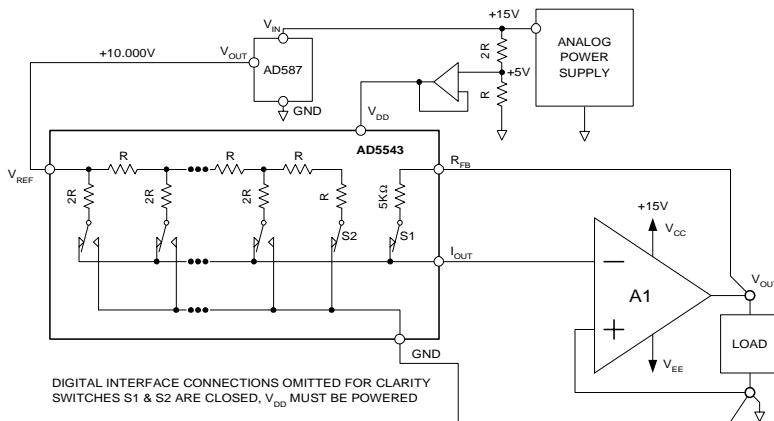 +15V
V_IN
+10.000V
V_OUT
AD587
GND
2R
+5V
R
ANALOG
POWER
SUPPLY
V_DD
AD5543
V_REF
R
R
R
R_FB
2R
2R
2R
R
5KΩ
S2
S1
I_OUT
+15V
V_CC
A1
V_OUT
V_EE
LOAD
GND
DIGITAL INTERFACE CONNECTIONS OMITTED FOR CLARITY
SWITCHES S1 & S2 ARE CLOSED, V_DD MUST BE POWERED